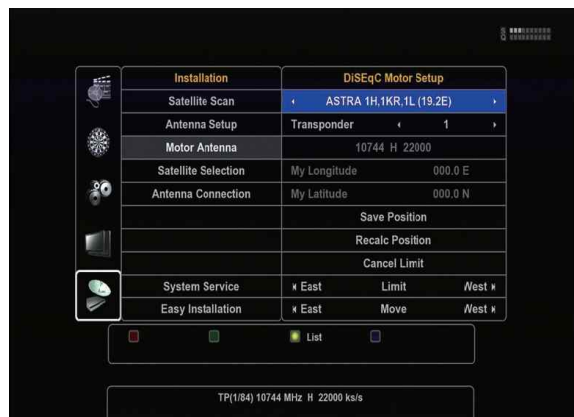 Installation
DiSEqC Motor Setup
Satellite Scan
ASTRA 1H,1KR,1L (19.2E)
Antenna Setup
Transponder 1
Motor Antenna
10744 H 22000
Satellite Selection
My Longitude 000.0 E
Antenna Connection
My Latitude 000.0 N
Save Position
Recalc Position
Cancel Limit
System Service
East Limit West
Easy Installation
East Move West
List
TP(1/84) 10744 MHz H 22000 ks/s